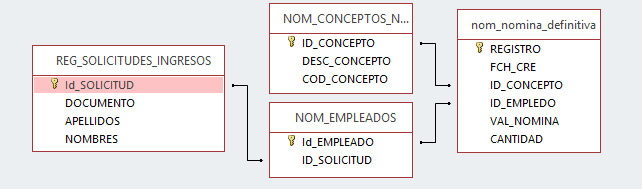 REG_SOLICITUDES_INGRESOS
Id_SOLICITUD
DOCUMENTO
APELLIDOS
NOMBRES
NOM_CONCEPTOS_N...
ID_CONCEPTO
DESC_CONCEPTO
COD_CONCEPTO
NOM_EMPLEADOS
Id_EMPLEADO
ID_SOLICITUD
nom_nomina_definitiva
REGISTRO
FCH_CRE
ID_CONCEPTO
ID_EMPLEDO
VAL_NOMINA
CANTIDAD